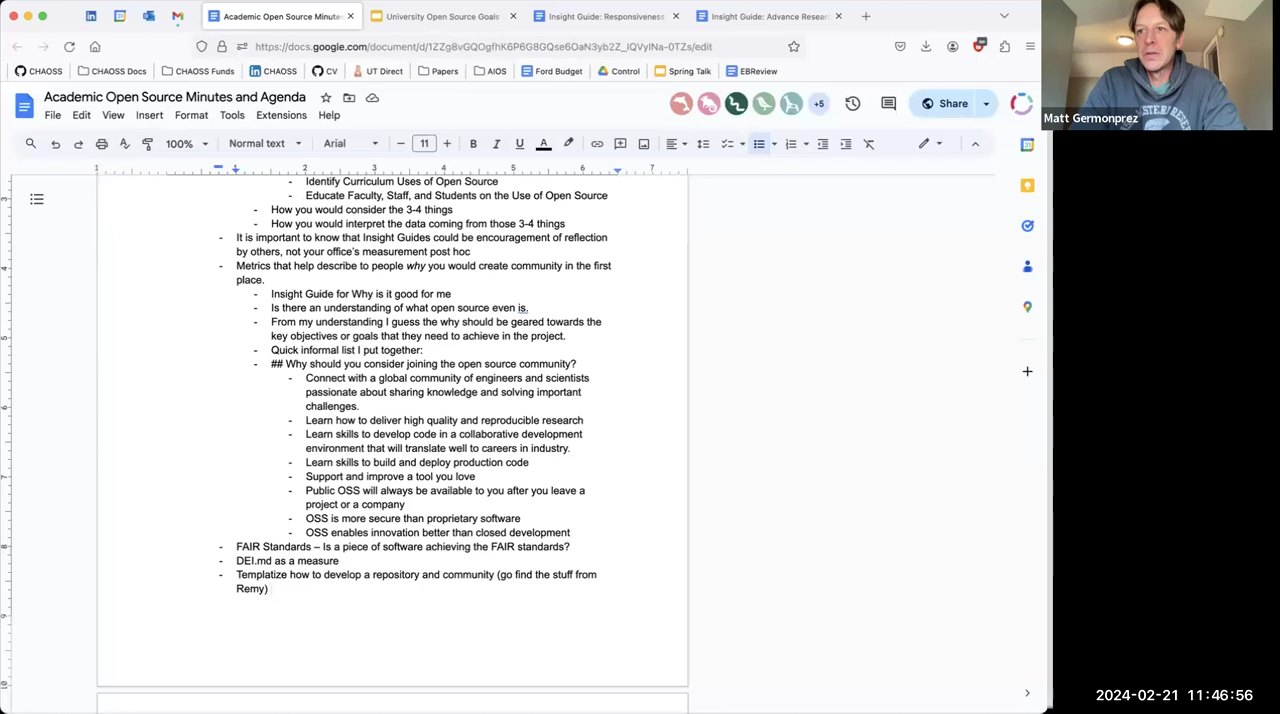 Academic Open Source Minute
University Open Source Goals
Insight Guide: Responsiveness
Insight Guide: Advance Resear
https://docs.google.com/document/d/1ZZg8vGQOgfhK6P6G8GQse6OaN3yb2Z_IQVylNa-0TZs/edit
CHAOSS
CHAOSS Docs
CHAOSS Funds
CHAOSS
CV
UT Direct
Papers
AIOS
Ford Budget
Control
Spring Talk
EBReview
Academic Open Source Minutes and Agenda
+5
Share
File Edit View Insert Format Tools Extensions Help
100% Normal text Arial 11
1 1 2 3 4 5 6 7
- Identify Curriculum Uses of Open Source
- Educate Faculty, Staff, and Students on the Use of Open Source
- How you would consider the 3-4 things
- How you would interpret the data coming from those 3-4 things
- It is important to know that Insight Guides could be encouragement of reflection
by others, not your office's measurement post hoc
- Metrics that help describe to people why you would create community in the first
place.
- Insight Guide for Why is it good for me
- Is there an understanding of what open source even is.
- From my understanding I guess the why should be geared towards the
key objectives or goals that they need to achieve in the project.
- Quick informal list I put together:
- ## Why should you consider joining the open source community?
- Connect with a global community of engineers and scientists
passionate about sharing knowledge and solving important
challenges.
- Learn how to deliver high quality and reproducible research
- Learn skills to develop code in a collaborative development
environment that will translate well to careers in industry.
- Learn skills to build and deploy production code
- Support and improve a tool you love
- Public OSS will always be available to you after you leave a
project or a company
- OSS is more secure than proprietary software
- OSS enables innovation better than closed development
- FAIR Standards – Is a piece of software achieving the FAIR standards?
- DEI.md as a measure
- Templatize how to develop a repository and community (go find the stuff from
Remy)
Matt Germonprez
2024-02-21 11:46:56